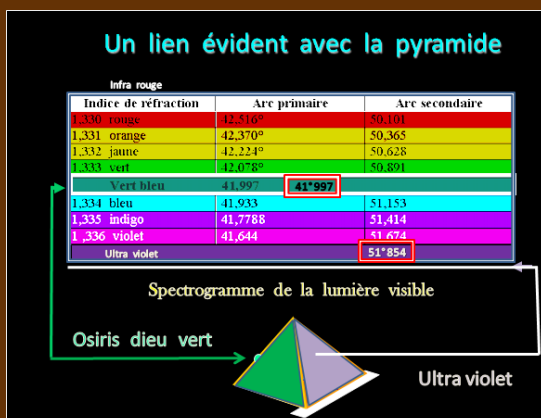 Un lien évident avec la pyramide
Infra rouge
Indice de réfraction Arc primaire Arc secondaire
1,330 rouge 42,516° 50,101
1,331 orange 42,370° 50,365
1,332 jaune 42,224° 50,628
1,333 vert 42,078° 50,891
Vert bleu 41,997 41°997
1,334 bleu 41,933 51,153
1,335 indigo 41,7788 51,414
1 ,336 violet 41,644 51,674
Ultra violet 51°854
Spectrogramme de la lumière visible
Osiris dieu vert
Ultra violet